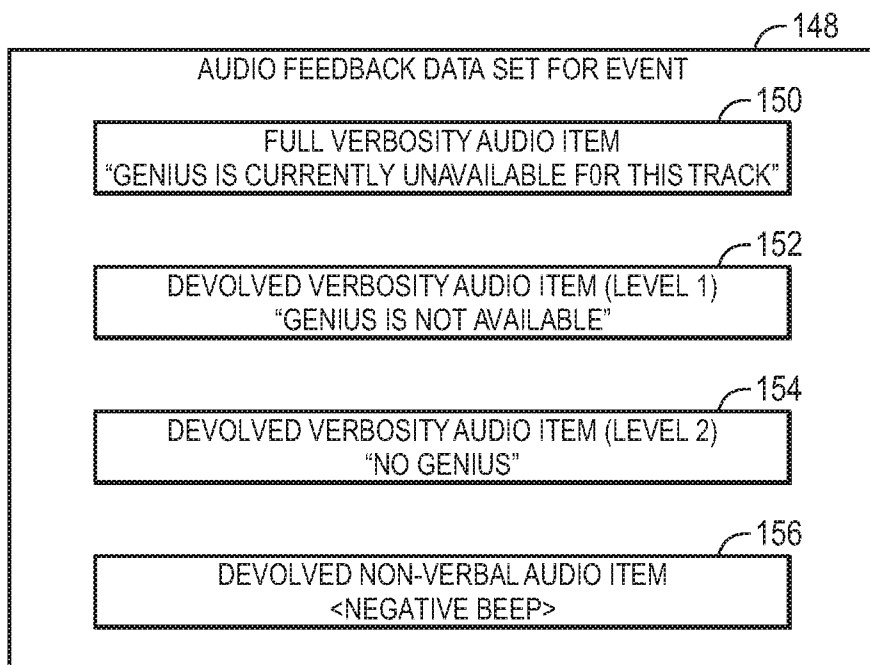 148
AUDIO FEEDBACK DATA SET FOR EVENT
150
FULL VERBOSITY AUDIO ITEM
“GENIUS IS CURRENTLY UNAVAILABLE F0R THIS TRACK”
152
DEVOLVED VERBOSITY AUDIO ITEM (LEVEL 1)
“GENIUS IS NOT AVAILABLE”
154
DEVOLVED VERBOSITY AUDIO ITEM (LEVEL 2)
“NO GENIUS”
156
DEVOLVED NON-VERBAL AUDIO ITEM
<NEGATIVE BEEP>